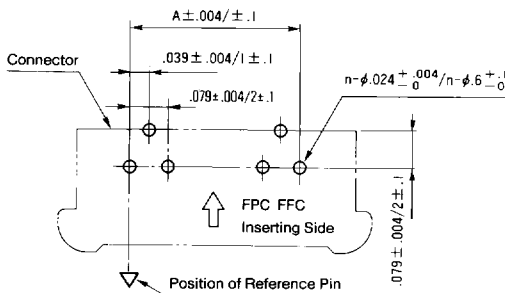 A±.004/±.1
.039±.004/1±.1
Connector
.079±.004/2±.1
n-φ.024 + .004 - 0 /n-φ.6 + .1 - 0
.079±.004/2±.1
FPC FFC
Inserting Side
Position of Reference Pin